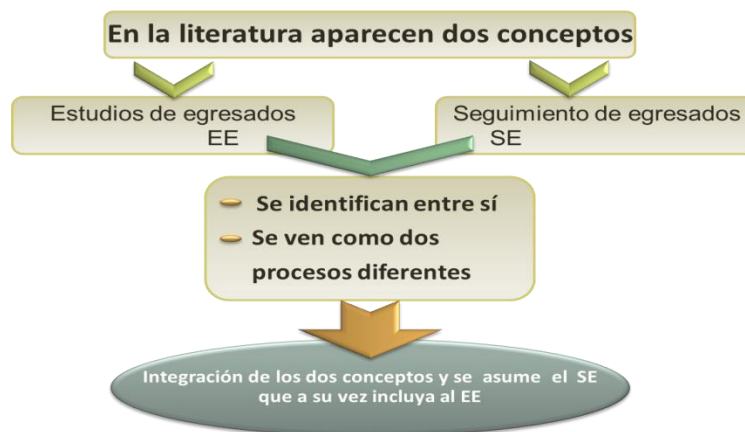 En la literatura aparecen dos conceptos
Estudios de egresados
EE
Seguimiento de egresados
SE
Se identifican entre sí
Se ven como dos
procesos diferentes
Integración de los dos conceptos y se asume el SE
que a su vez incluya al EE